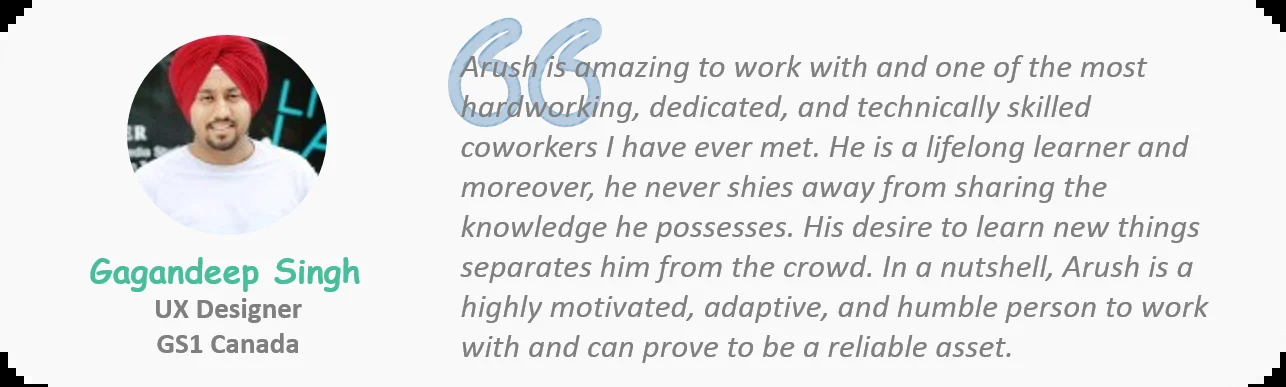 Gagandeep Singh
UX Designer
GS1 Canada
Arush is amazing to work with and one of the most
hardworking, dedicated, and technically skilled
coworkers I have ever met. He is a lifelong learner and
moreover, he never shies away from sharing the
knowledge he possesses. His desire to learn new things
separates him from the crowd. In a nutshell, Arush is a
highly motivated, adaptive, and humble person to work
with and can prove to be a reliable asset.